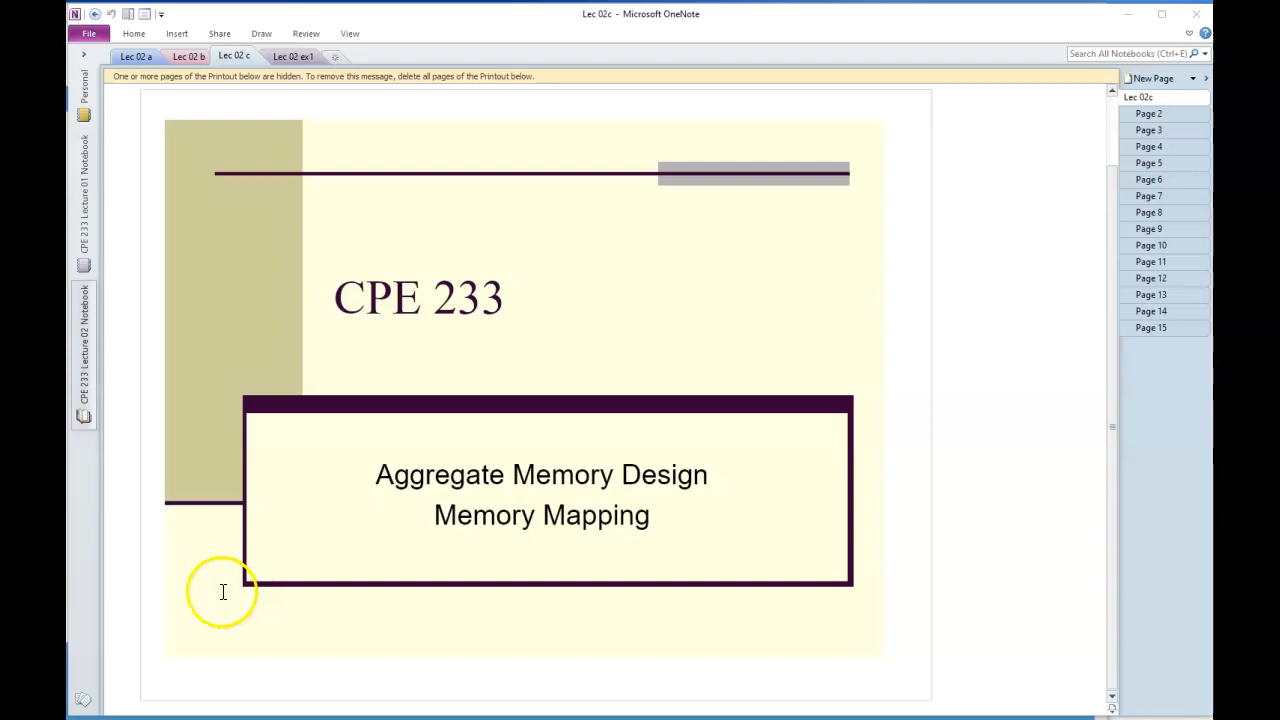 Lec 02c - Microsoft OneNote
File Home Insert Share Draw Review View
Lec 02 a Lec 02 b Lec 02 c Lec 02 ex1
Search All Notebooks (Ctrl+E)
One or more pages of the Printout below are hidden. To remove this message, delete all pages of the Printout below.
New Page
Personal
CPE 233 Lecture 01 Notebook
CPE 233 Lecture 02 Notebook
CPE 233
Aggregate Memory Design
Memory Mapping
Lec 02c
Page 2
Page 3
Page 4
Page 5
Page 6
Page 7
Page 8
Page 9
Page 10
Page 11
Page 12
Page 13
Page 14
Page 15